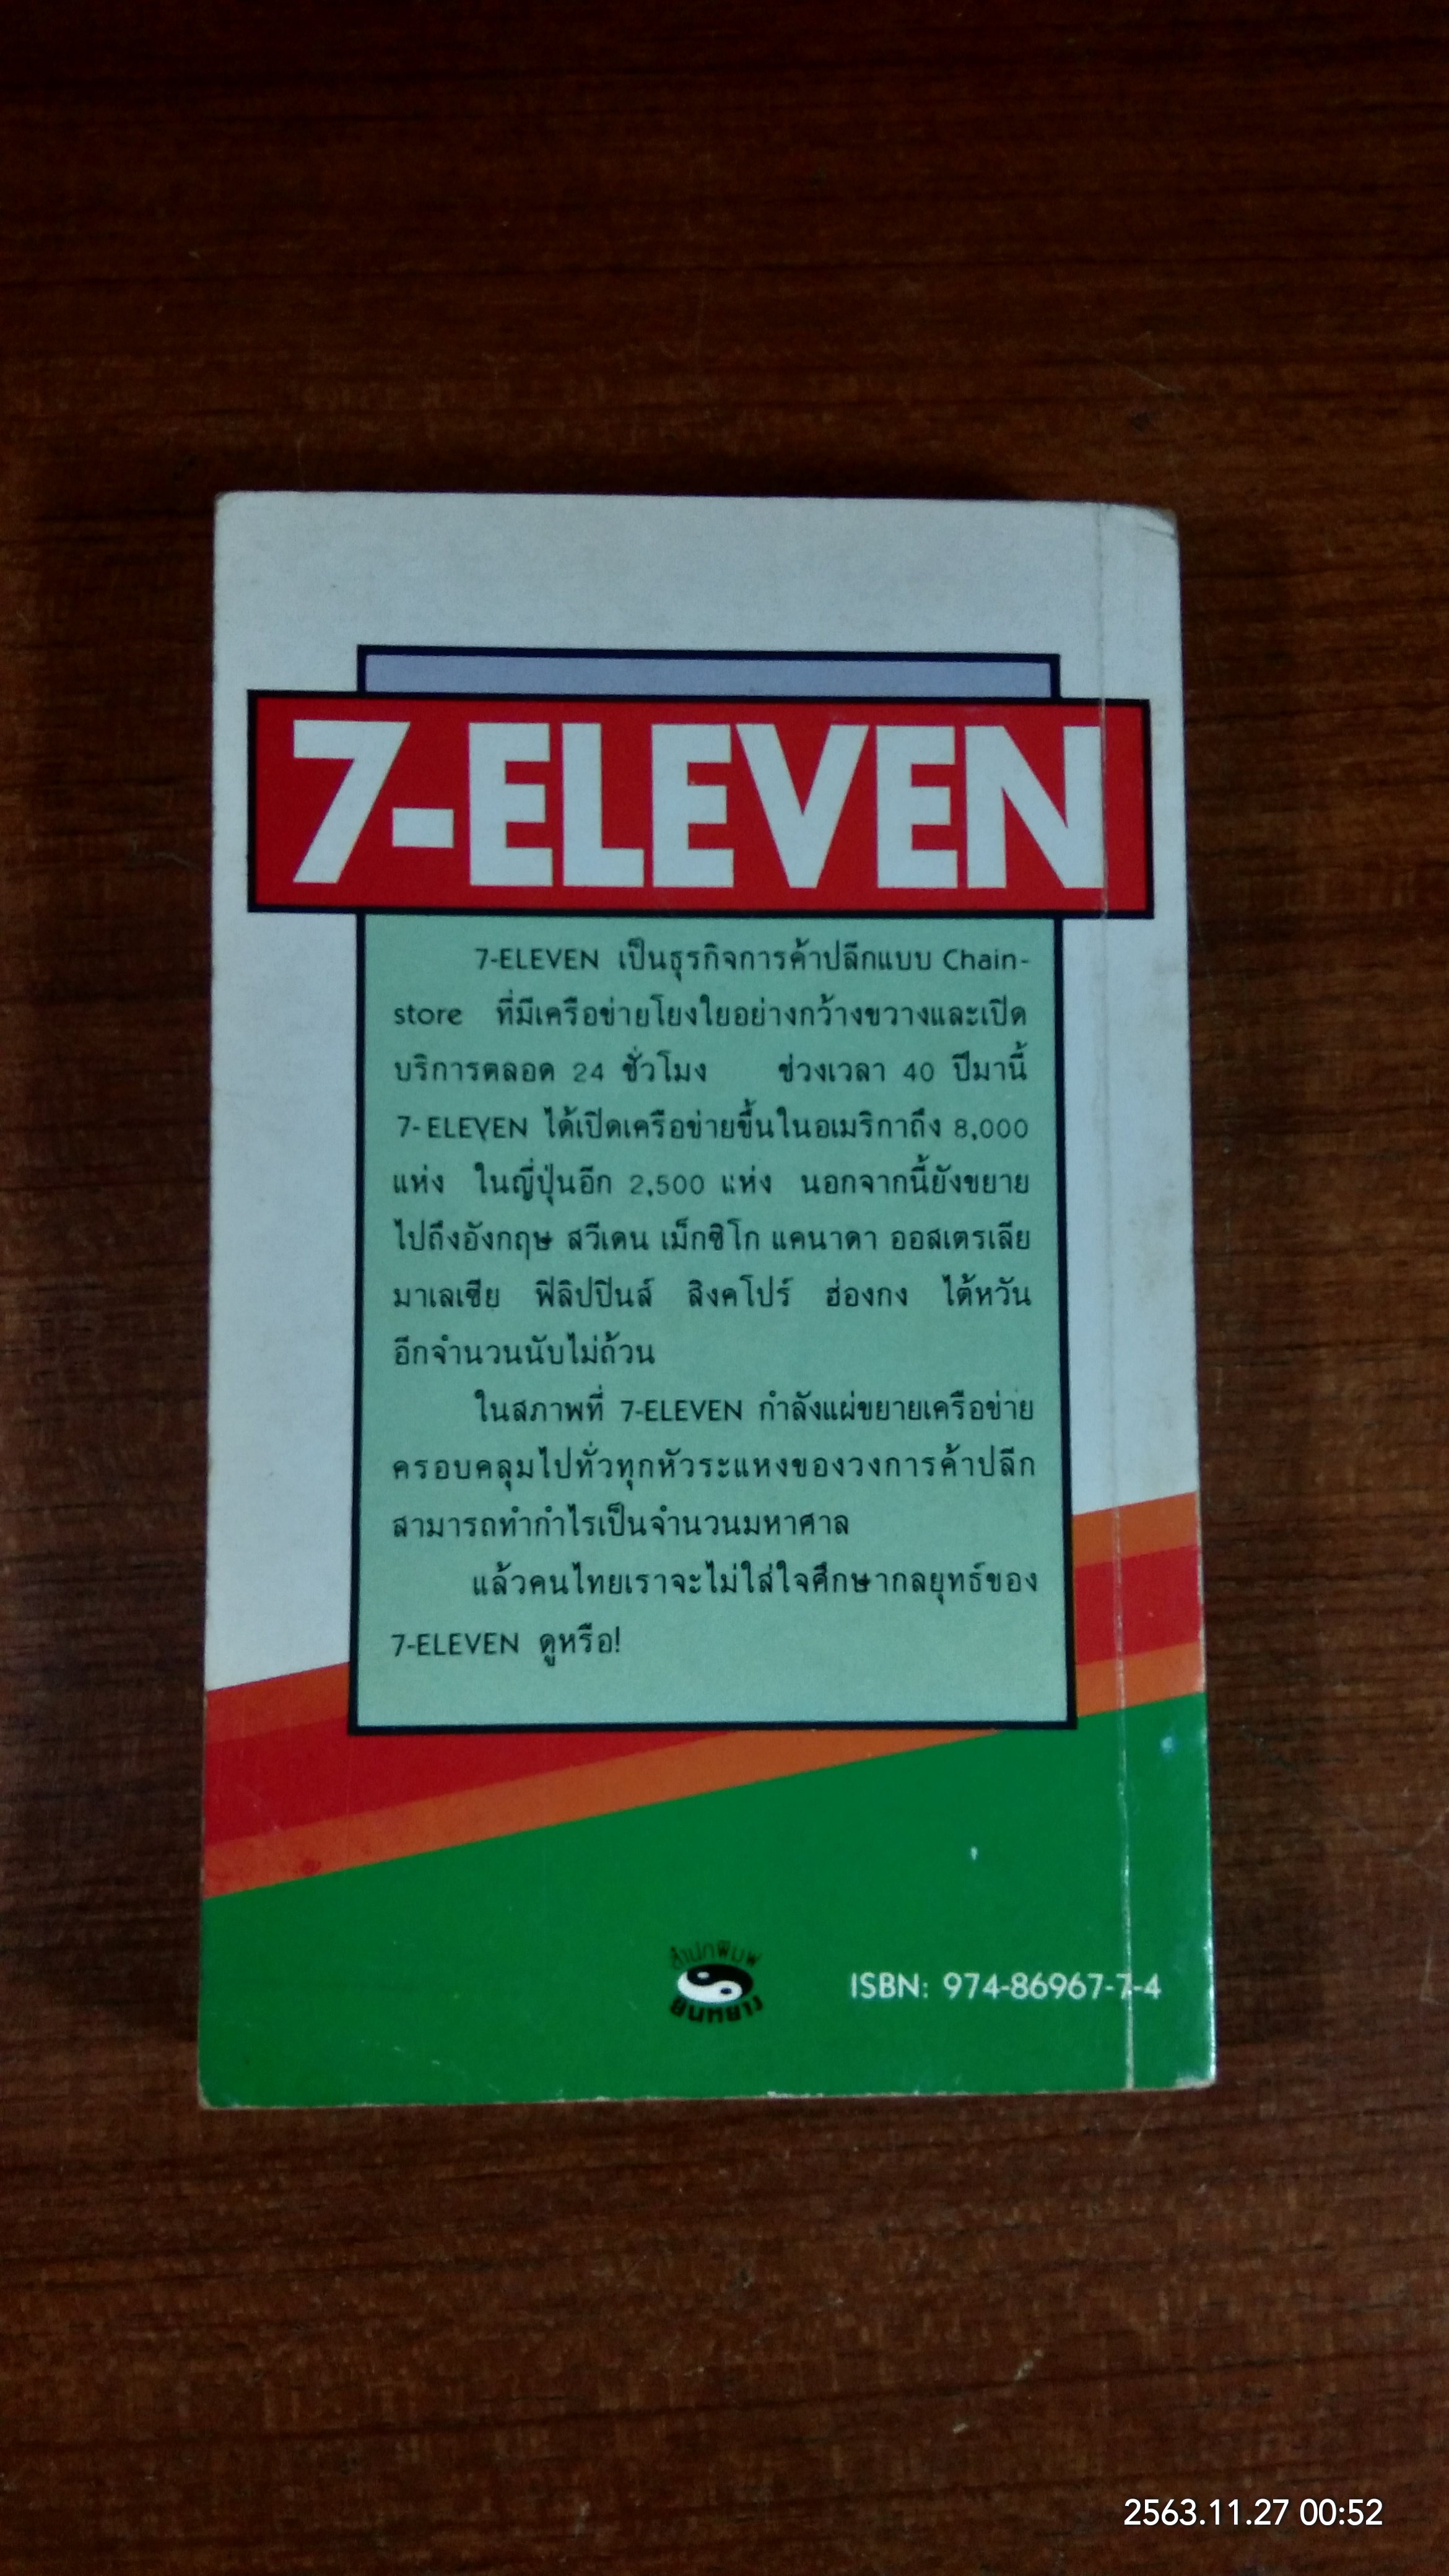 7-ELEVEN
7-ELEVEN เป็นธุรกิจการค้าปลีกแบบ Chain-
store ที่มีเครือข่ายโยงใยอย่างกว้างขวางและเปิด
บริการตลอด 24 ชั่วโมง ช่วงเวลา 40 ปีมานี้
7-ELEVEN ได้เปิดเครือข่ายขึ้นในอเมริกาถึง 8,000
แห่ง ในญี่ปุ่นอีก 2,500 แห่ง นอกจากนี้ยังขยาย
ไปถึงอังกฤษ สวีเดน เม็กซิโก แคนาดา ออสเตรเลีย
มาเลเซีย ฟิลิปปินส์ สิงคโปร์ ฮ่องกง ไต้หวัน
อีกจำนวนนับไม่ถ้วน
ในสภาพที่ 7-ELEVEN กำลังแผ่ขยายเครือข่าย
ครอบคลุมไปทั่วทุกหัวระแหงของวงการค้าปลีก
สามารถทำกำไรเป็นจำนวนมหาศาล
แล้วคนไทยเราจะไม่ใส่ใจศึกษากลยุทธ์ของ
7-ELEVEN ดูหรือ!
สำนักพิมพ์
ยินหยาง
ISBN: 974-86967-7-4
2563.11.27 00:52